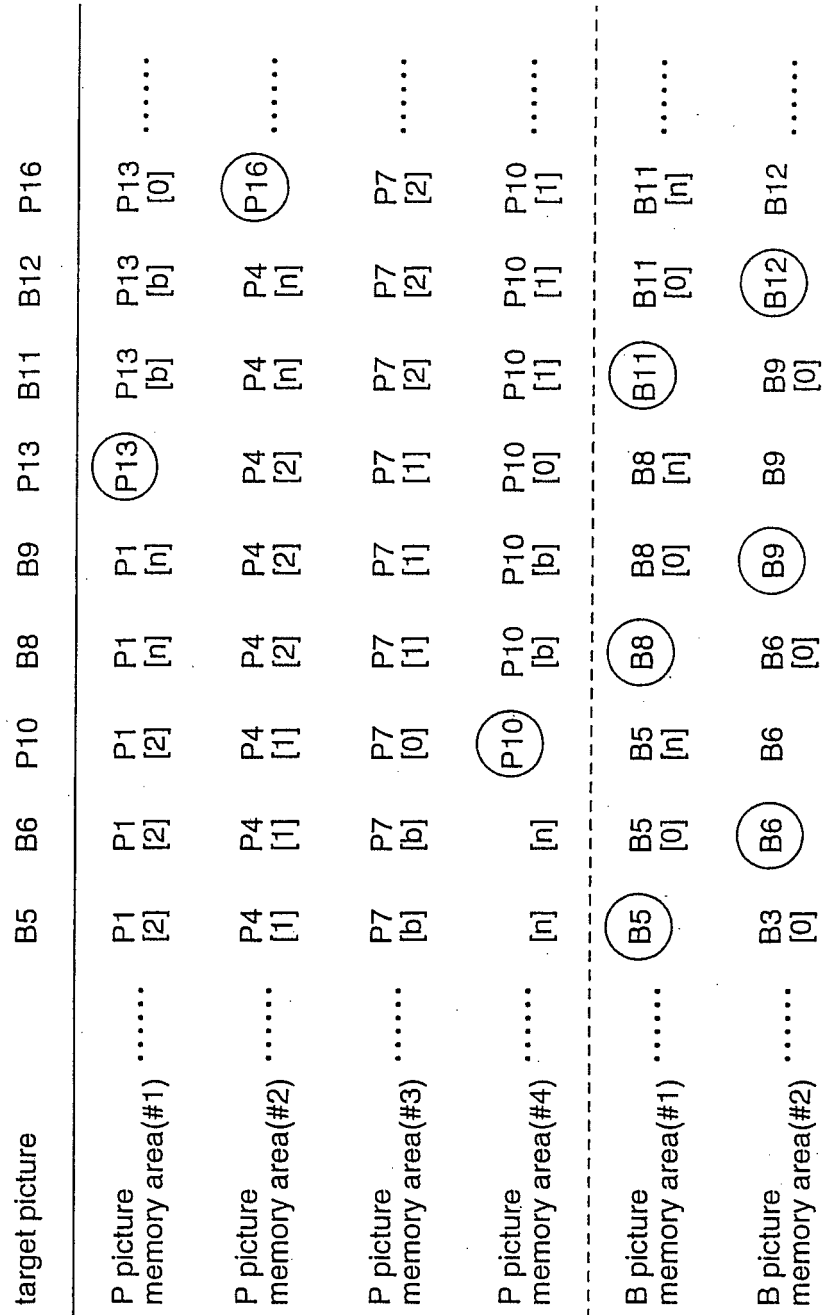 target picture B5 B6 P10 B8 B9 P13 B11 B12 P16
P picture ...... P1 P1 P1 P1 P1 P13 P13 P13 P13 ......
memory area(#1) [2] [2] [2] [n] [n] [b] [b] [0]
P picture ...... P4 P4 P4 P4 P4 P4 P4 P4 P16 ......
memory area(#2) [1] [1] [1] [2] [2] [2] [n] [n]
P picture ...... P7 P7 P7 P7 P7 P7 P7 P7 P7 ......
memory area(#3) [b] [b] [0] [1] [1] [1] [2] [2] [2]
P picture ...... P10 P10 P10 P10 P10 P10 P10 ......
memory area(#4) [n] [n] [b] [b] [0] [1] [1] [1]
B picture ...... B5 B5 B5 B8 B8 B8 B11 B11 B11 ......
memory area(#1) [0] [n] [0] [n] [0] [n]
B picture ...... B3 B6 B6 B6 B9 B9 B9 B12 B12 ......
memory area(#2) [0] [0] [0]